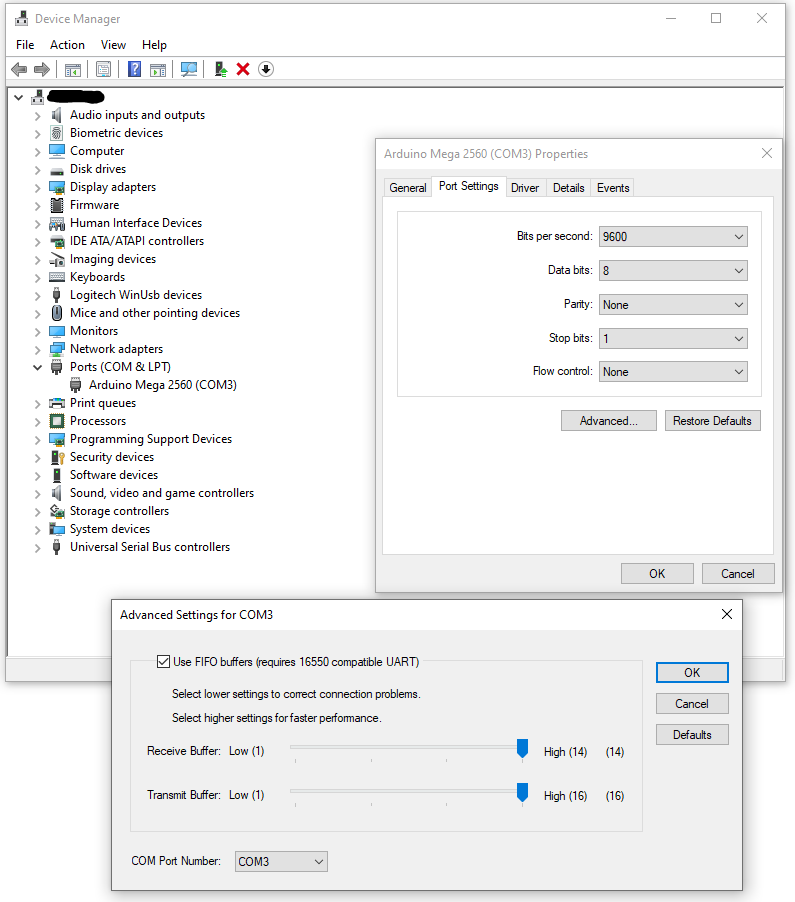 Device Manager
File Action View Help
Audio inputs and outputs
Biometric devices
Computer
Disk drives
Display adapters
Firmware
Human Interface Devices
IDE ATA/ATAPI controllers
Imaging devices
Keyboards
Logitech WinUsb devices
Mice and other pointing devices
Monitors
Network adapters
Ports (COM & LPT)
Arduino Mega 2560 (COM3)
Print queues
Processors
Programming Support Devices
Security devices
Software devices
Sound, video and game controllers
Storage controllers
System devices
Universal Serial Bus controllers
Arduino Mega 2560 (COM3) Properties
General Port Settings Driver Details Events
Bits per second: 9600
Data bits: 8
Parity: None
Stop bits: 1
Flow control: None
Advanced... Restore Defaults
OK Cancel
Advanced Settings for COM3
Use FIFO buffers (requires 16550 compatible UART)
OK
Select lower settings to correct connection problems.
Cancel
Select higher settings for faster performance.
Defaults
Receive Buffer: Low (1) High (14) (14)
Transmit Buffer: Low (1) High (16) (16)
COM Port Number: COM3